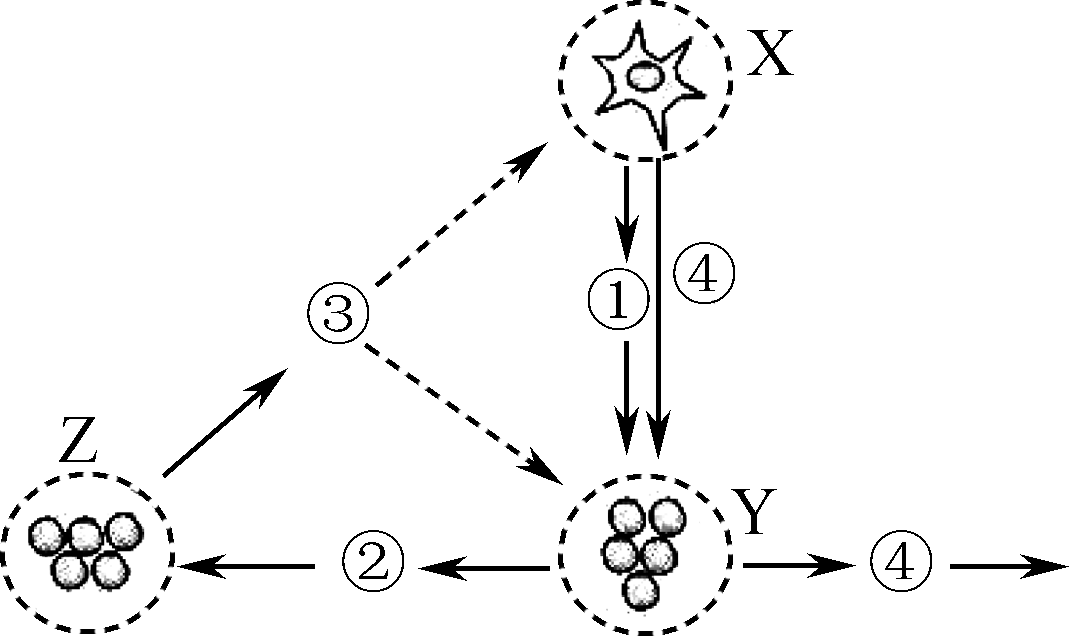 X
①
④
③
Z
Y
②
④